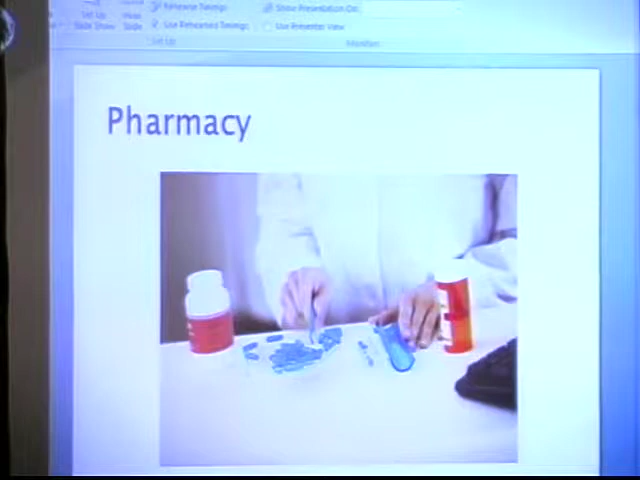 Rehearse Timings
Show Presentation On:
Set Up
Slide Show
Hide
Slide
Use Rehearsed Timings
Use Presenter View
Set Up
Monitors
Pharmacy